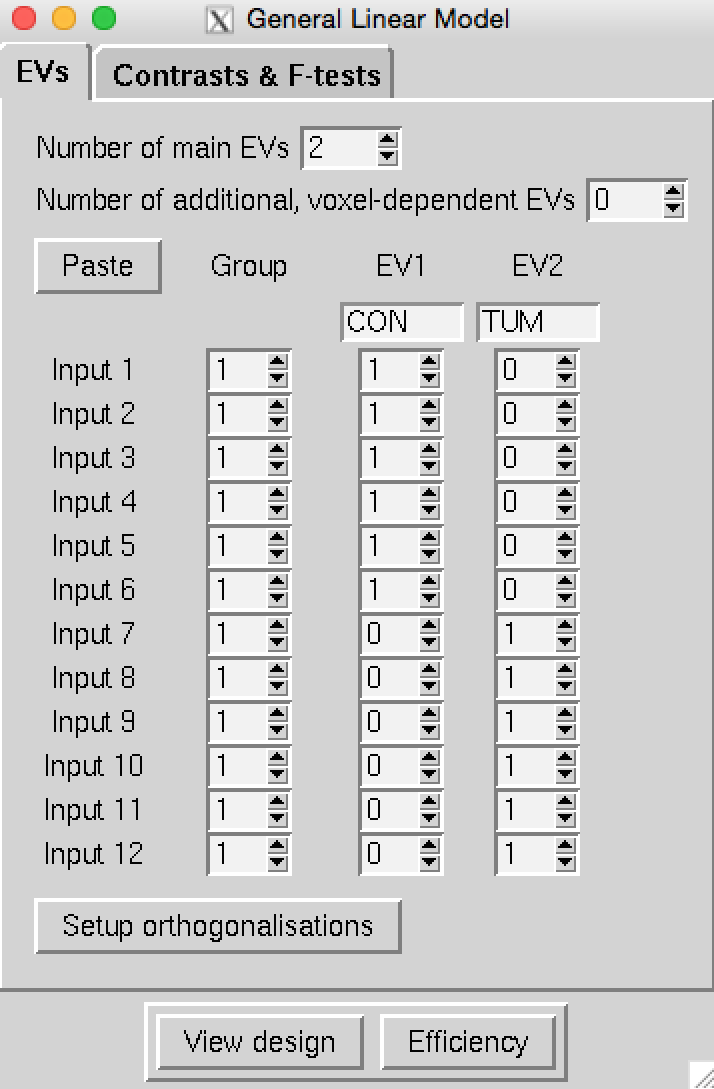 General Linear Model
EVs Contrasts & F-tests
Number of main EVs 2
Number of additional, voxel-dependent EVs 0
Paste Group EV1 EV2
CON TUM
Input 1 1 1 0
Input 2 1 1 0
Input 3 1 1 0
Input 4 1 1 0
Input 5 1 1 0
Input 6 1 1 0
Input 7 1 0 1
Input 8 1 0 1
Input 9 1 0 1
Input 10 1 0 1
Input 11 1 0 1
Input 12 1 0 1
Setup orthogonalisations
View design Efficiency